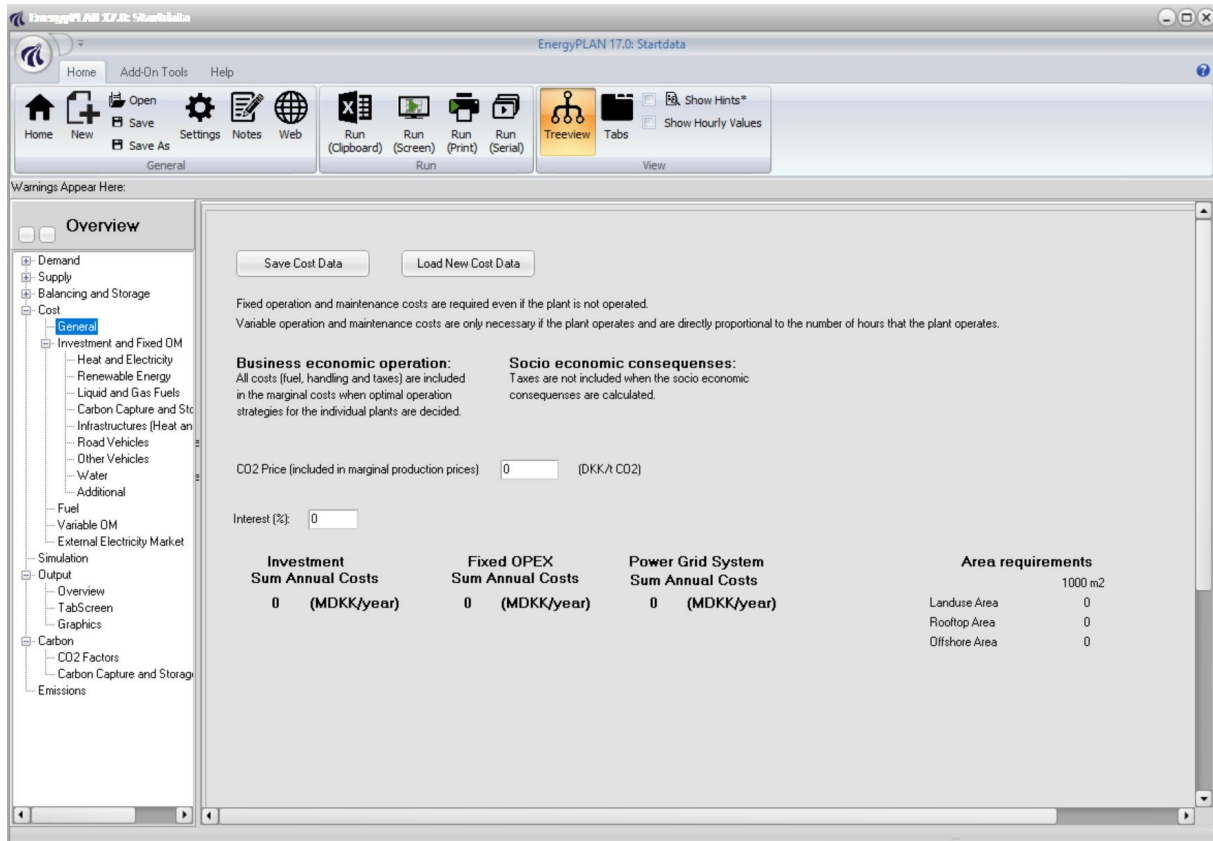 EnergyPLAN 17.0: Startdata
EnergyPLAN 17.0: Startdata
Home Add-On Tools Help
Home
New
Open
Save
Save As
Settings
Notes
Web
General
Run
(Clipboard)
Run
(Screen)
Run
(Print)
Run
(Serial)
Run
Treeview
Tabs
Show Hints*
Show Hourly Values
View
Warnings Appear Here:
Overview
Demand
Supply
Balancing and Storage
Cost
General
Investment and Fixed OM
Heat and Electricity
Renewable Energy
Liquid and Gas Fuels
Carbon Capture and Sto
Infrastructures (Heat an
Road Vehicles
Other Vehicles
Water
Additional
Fuel
Variable OM
External Electricity Market
Simulation
Output
Overview
TabScreen
Graphics
Carbon
CO2 Factors
Carbon Capture and Storag
Emissions
Save Cost Data
Load New Cost Data
Fixed operation and maintenance costs are required even if the plant is not operated.
Variable operation and maintenance costs are only necessary if the plant operates and are directly proportional to the number of hours that the plant operates.
Business economic operation:
All costs (fuel, handling and taxes) are included
in the marginal costs when optimal operation
strategies for the individual plants are decided.
Socio economic consequenses:
Taxes are not included when the socio economic
consequences are calculated.
CO2 Price (included in marginal production prices) 0 (DKK/t CO2)
Interest (%): 0
Investment
Sum Annual Costs
0 (MDKK/year)
Fixed OPEX
Sum Annual Costs
0 (MDKK/year)
Power Grid System
Sum Annual Costs
0 (MDKK/year)
Area requirements
1000 m2
Landuse Area 0
Rooftop Area 0
Offshore Area 0